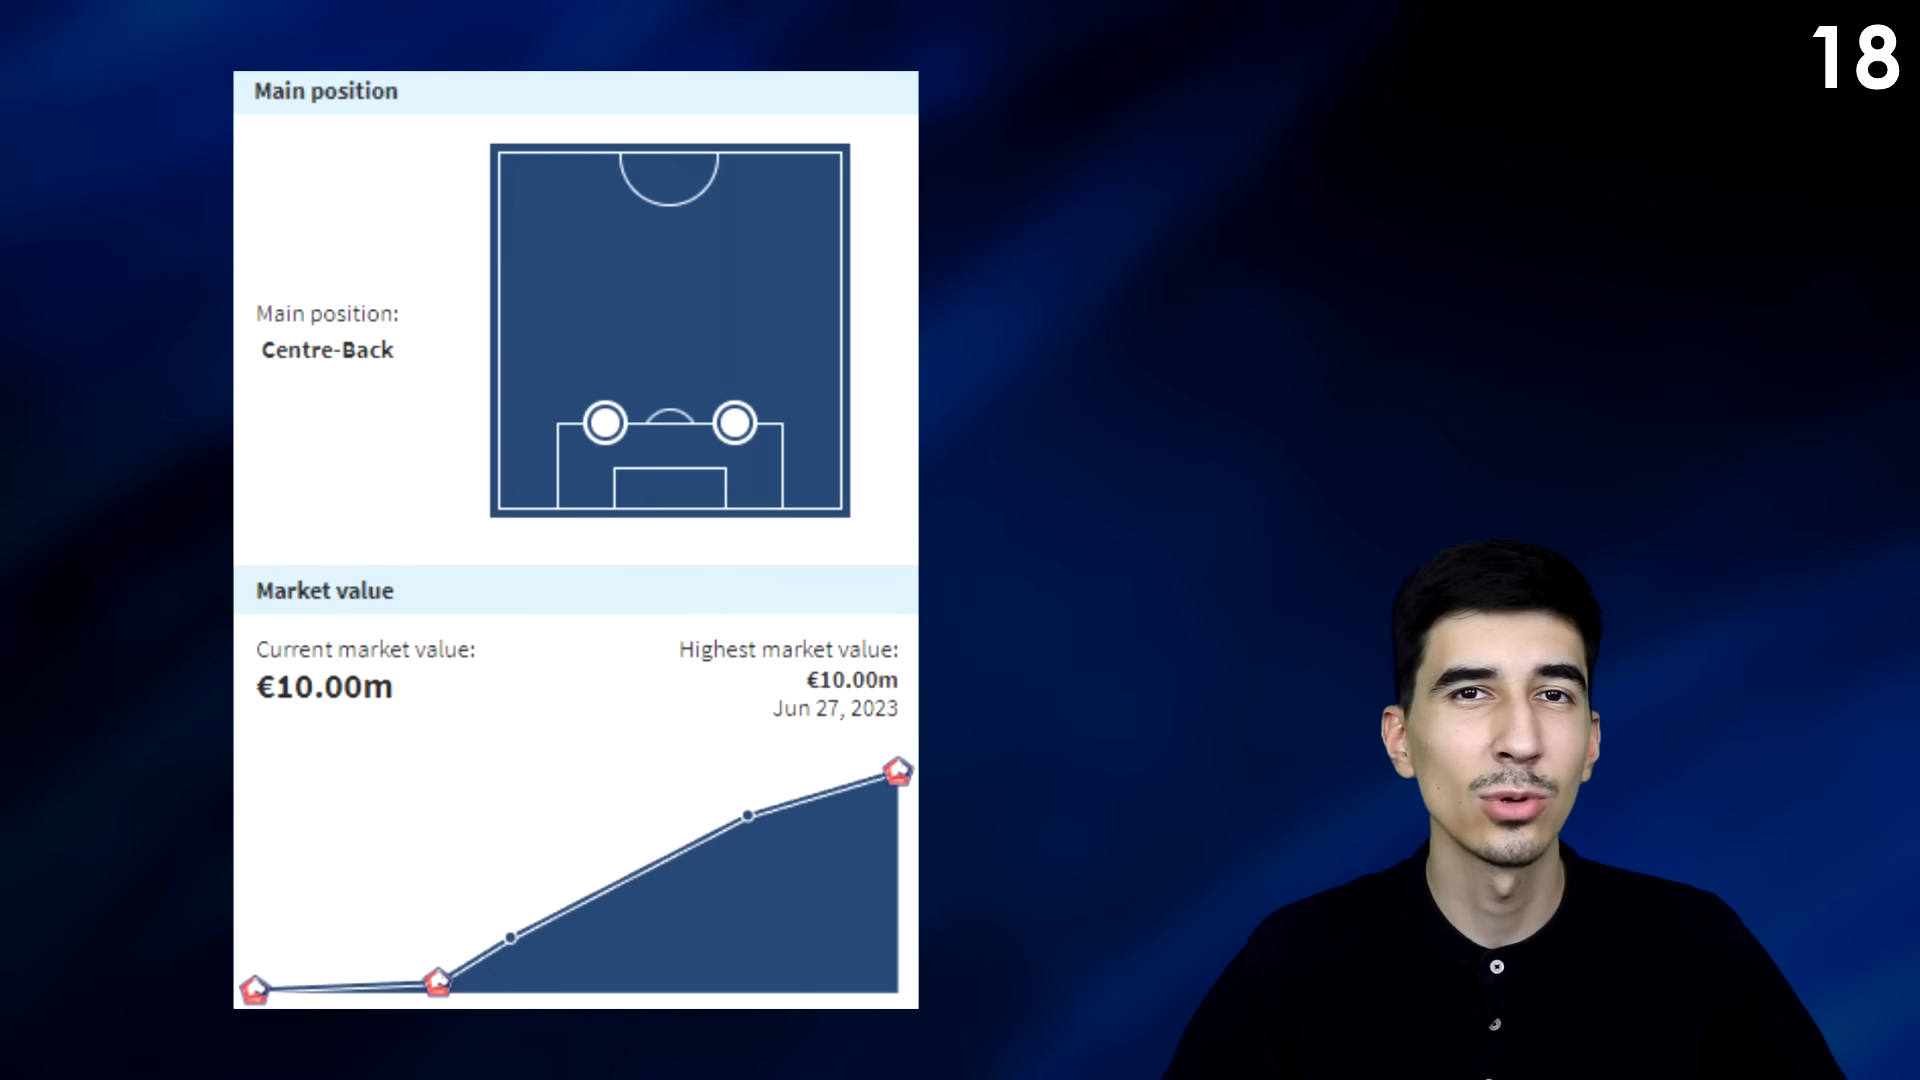 18
Main position
Main position:
Centre-Back
Market value
Current market value:
€10.00m
Highest market value:
€10.00m
Jun 27, 2023